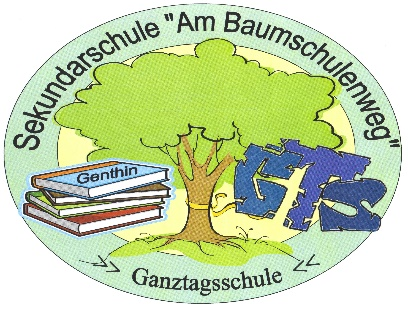 Sekundarschule "Am Baumschulenweg"
Genthin
GTS
Ganztagsschule